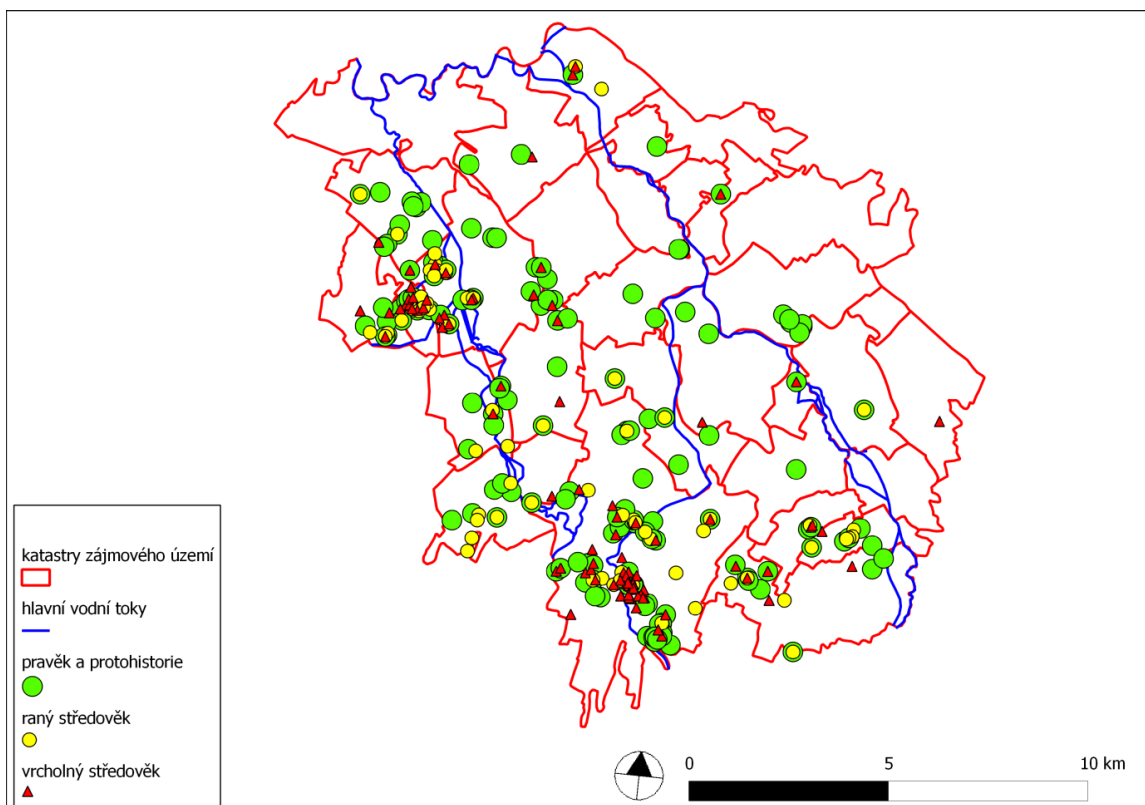 katastry zájmového území
hlavní vodní toky
pravěk a protohistorie
raný středověk
vrcholný středověk
0 5 10 km